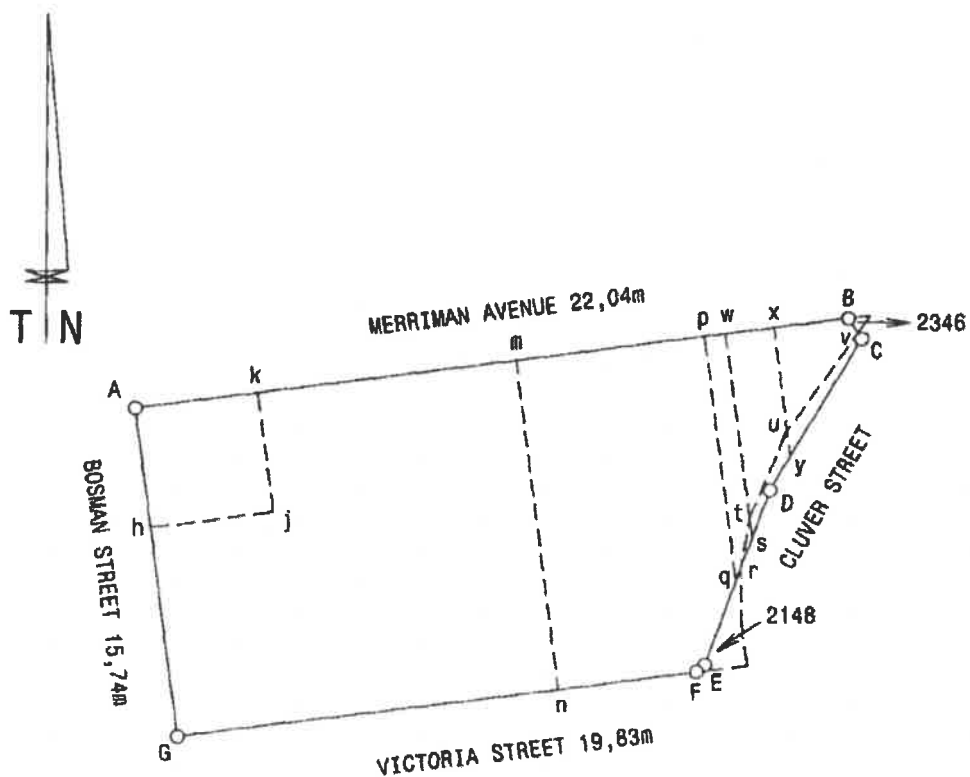 T N
MERRIMAN AVENUE 22,04m
B
2346
p w x
m
v
C
k
A
u
y
BOSMAN STREET 15,74m
CLUVER STREET
D
h
j
t
s
q
r
2148
F E
n
G
VICTORIA STREET 19,83m